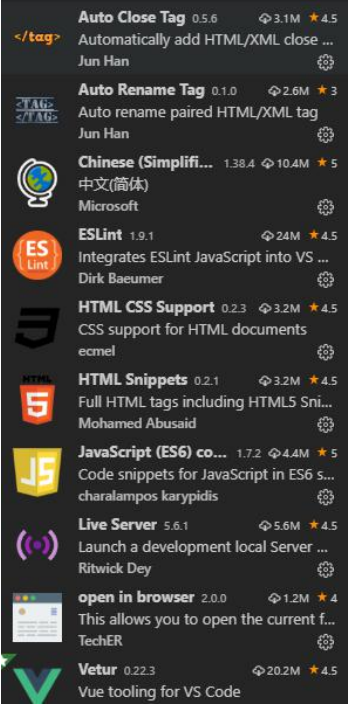 </tag> Auto Close Tag 0.5.6 3.1M ★ 4.5
Automatically add HTML/XML close ...
Jun Han
<TAG>
</TAG>
Auto Rename Tag 0.1.0 2.6M ★ 3
Auto rename paired HTML/XML tag
Jun Han
Chinese (Simplifi... 1.38.4 10.4M ★ 5
中文(简体)
Microsoft
ES
Lint
ESLint 1.9.1 24M ★ 4.5
Integrates ESLint JavaScript into VS ...
Dirk Baeumer
3
HTML CSS Support 0.2.3 3.2M ★ 4.5
CSS support for HTML documents
ecmel
HTML
5
HTML Snippets 0.2.1 3.2M ★ 4.5
Full HTML tags including HTML5 Sni...
Mohamed Abusaid
JS
JavaScript (ES6) co... 1.7.2 4.4M ★ 5
Code snippets for JavaScript in ES6 s...
charalampos karypidis
Live Server 5.6.1 5.6M ★ 4.5
Launch a development local Server ...
Ritwick Dey
open in browser 2.0.0 1.2M ★ 4
This allows you to open the current f...
TechER
Vetur 0.22.3 20.2M ★ 4.5
Vue tooling for VS Code